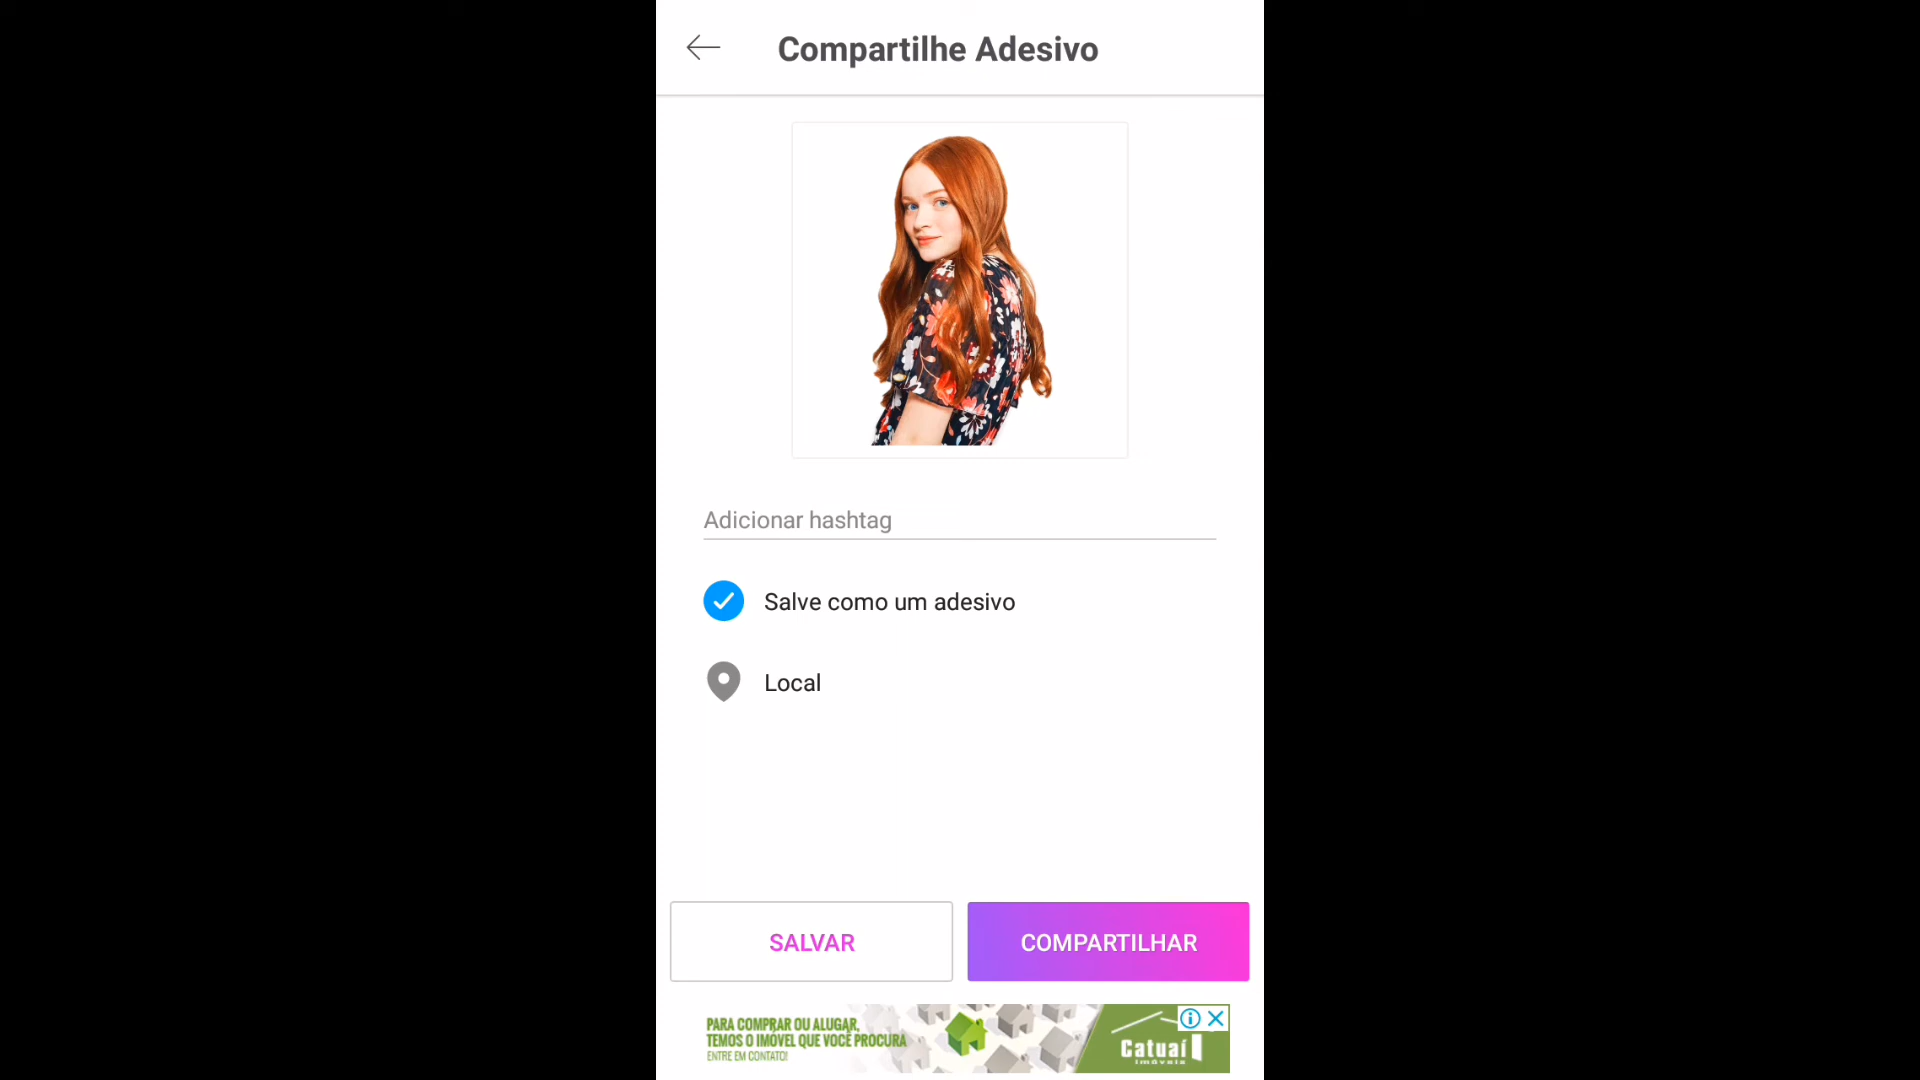 Compartilhe Adesivo
Adicionar hashtag
Salve como um adesivo
Local
SALVAR
COMPARTILHAR
PARA COMPRAR OU ALUGAR,
TEMOS O IMÓVEL QUE VOCÊ PROCURA
ENTRE EM CONTATO!
Catuaí
imóveis